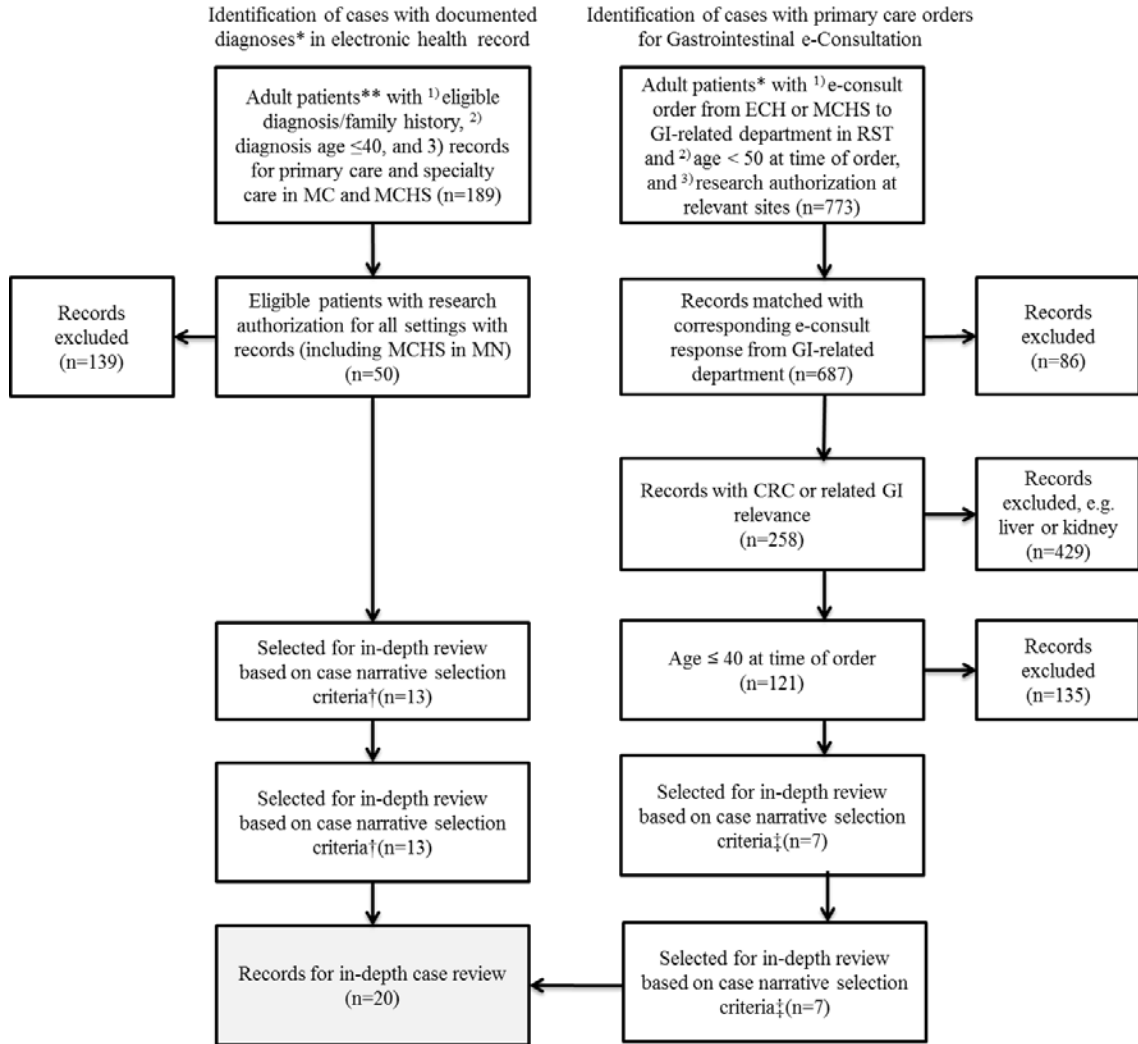 Identification of cases with documented
diagnoses* in electronic health record
Identification of cases with primary care orders
for Gastrointestinal e-Consultation
Adult patients** with 1) eligible
diagnosis/family history, 2)
diagnosis age ≤40, and 3) records
for primary care and specialty
care in MC and MCHS (n=189)
Adult patients* with 1) e-consult
order from ECH or MCHS to
GI-related department in RST
and 2) age < 50 at time of order,
and 3) research authorization at
relevant sites (n=773)
Records
excluded
(n=139)
Eligible patients with research
authorization for all settings with
records (including MCHS in MN)
(n=50)
Records matched with
corresponding e-consult
response from GI-related
department (n=687)
Records
excluded
(n=86)
Records with CRC or related GI
relevance
(n=258)
Records
excluded, e.g.
liver or kidney
(n=429)
Selected for in-depth review
based on case narrative selection
criteria†(n=13)
Age ≤ 40 at time of order
(n=121)
Records
excluded
(n=135)
Selected for in-depth review
based on case narrative selection
criteria†(n=13)
Selected for in-depth review
based on case narrative selection
criteria‡(n=7)
Records for in-depth case review
(n=20)
Selected for in-depth review
based on case narrative selection
criteria‡(n=7)